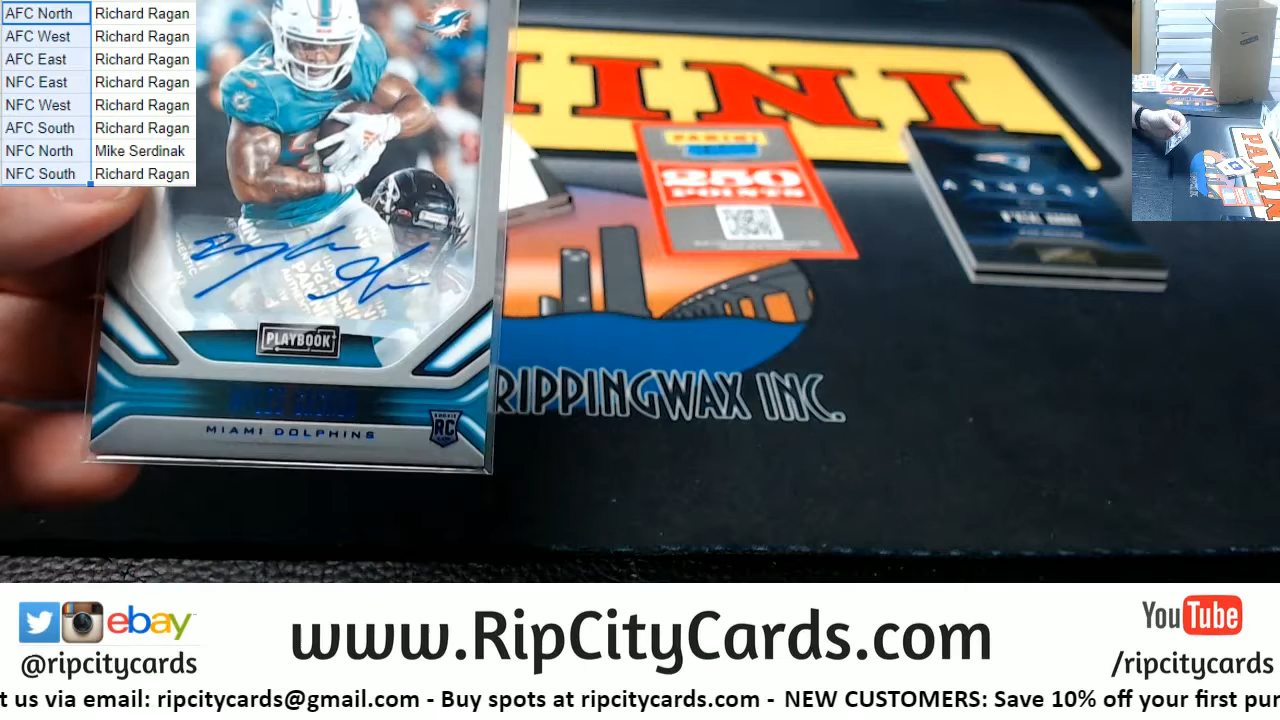 AFC North Richard Ragan
AFC West Richard Ragan
AFC East Richard Ragan
NFC East Richard Ragan
NFC West Richard Ragan
AFC South Richard Ragan
NFC North Mike Serdinak
NFC South Richard Ragan
PANINI
250
POINTS
PLAYBOOK
MIAMI DOLPHINS
RC
RIPPINGWAX INC.
ebay
@ripcitycards
www.RipCityCards.com
YouTube
/ripcitycards
t us via email: ripcitycards@gmail.com - Buy spots at ripcitycards.com - NEW CUSTOMERS: Save 10% off your first pur